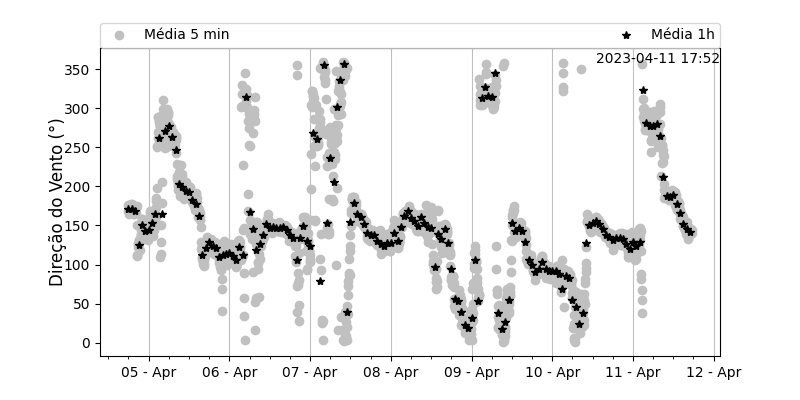 Média 5 min
Média 1h
2023-04-11 17:52
Direção do Vento (°)
350
300
250
200
150
100
50
0
05 - Apr
06 - Apr
07 - Apr
08 - Apr
09 - Apr
10 - Apr
11 - Apr
12 - Apr